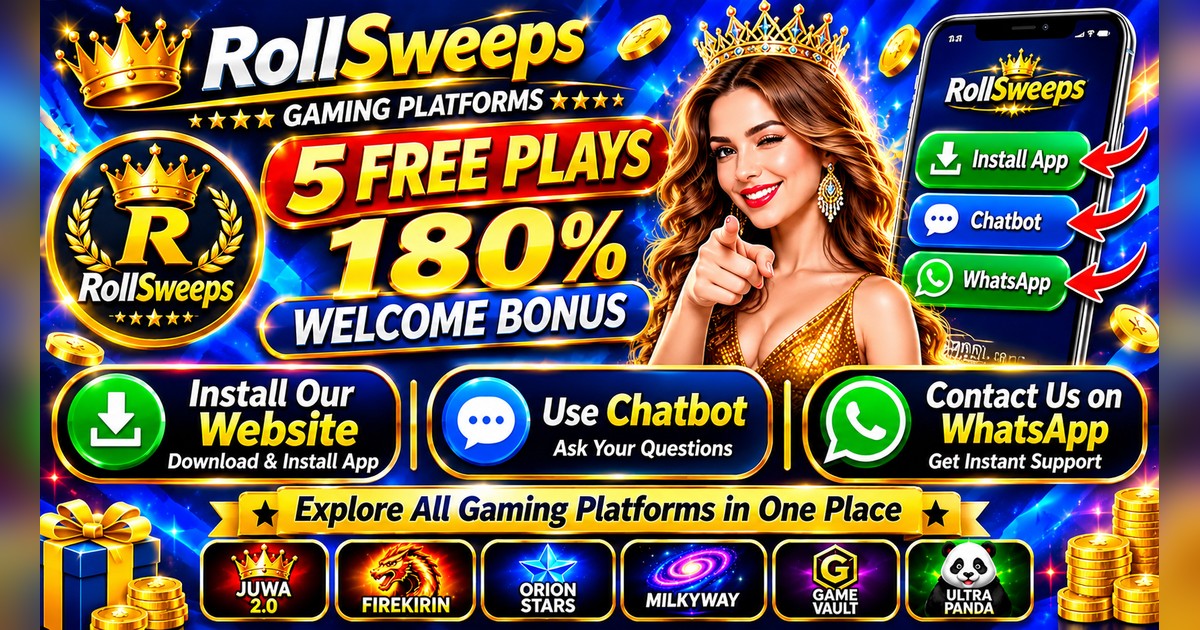 RollSweeps
GAMING PLATFORMS
5 FREE PLAYS
180%
WELCOME BONUS
R
RollSweeps
RollSweeps
Install App
Chatbot
WhatsApp
Install Our
Website
Download & Install App
Use Chatbot
Ask Your Questions
Contact Us on
WhatsApp
Get Instant Support
Explore All Gaming Platforms in One Place
JUWA
2.0
FIREKIRIN
ORION
STARS
MILKYWAY
G
GAME
VAULT
ULTRA
PANDA